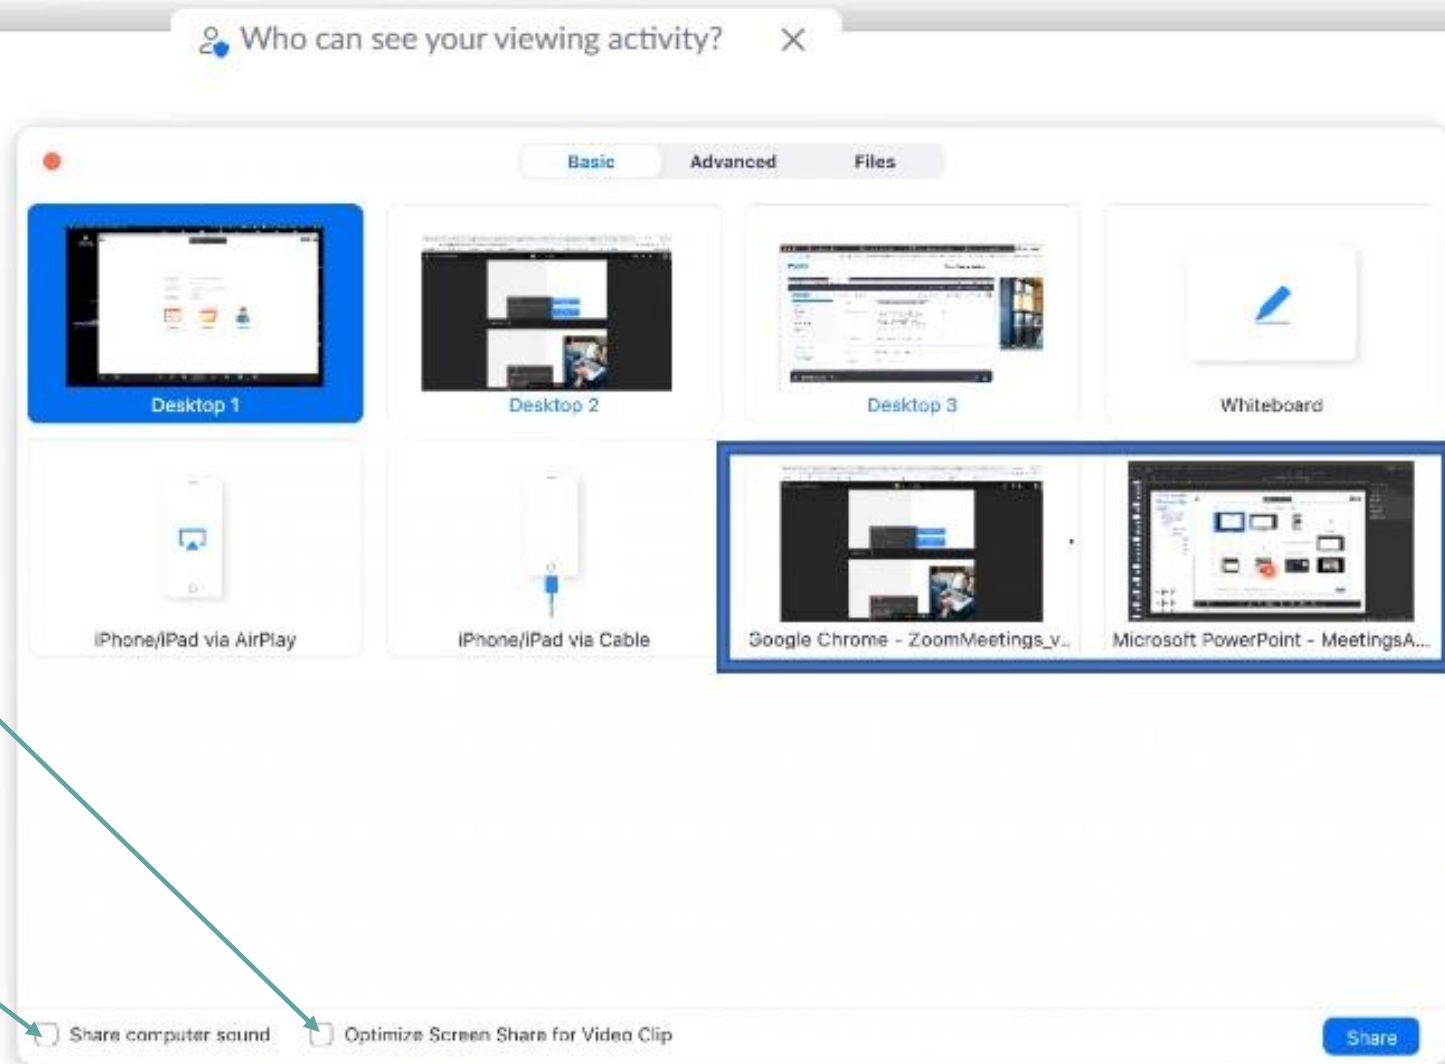 Who can see your viewing activity?
Basic Advanced Files
Desktop 1 Desktop 2 Desktop 3 Whiteboard
iPhone/iPad via AirPlay iPhone/iPad via Cable Google Chrome - ZoomMeetings_v... Microsoft PowerPoint - MeetingsA...
Share computer sound Optimize Screen Share for Video Clip Share